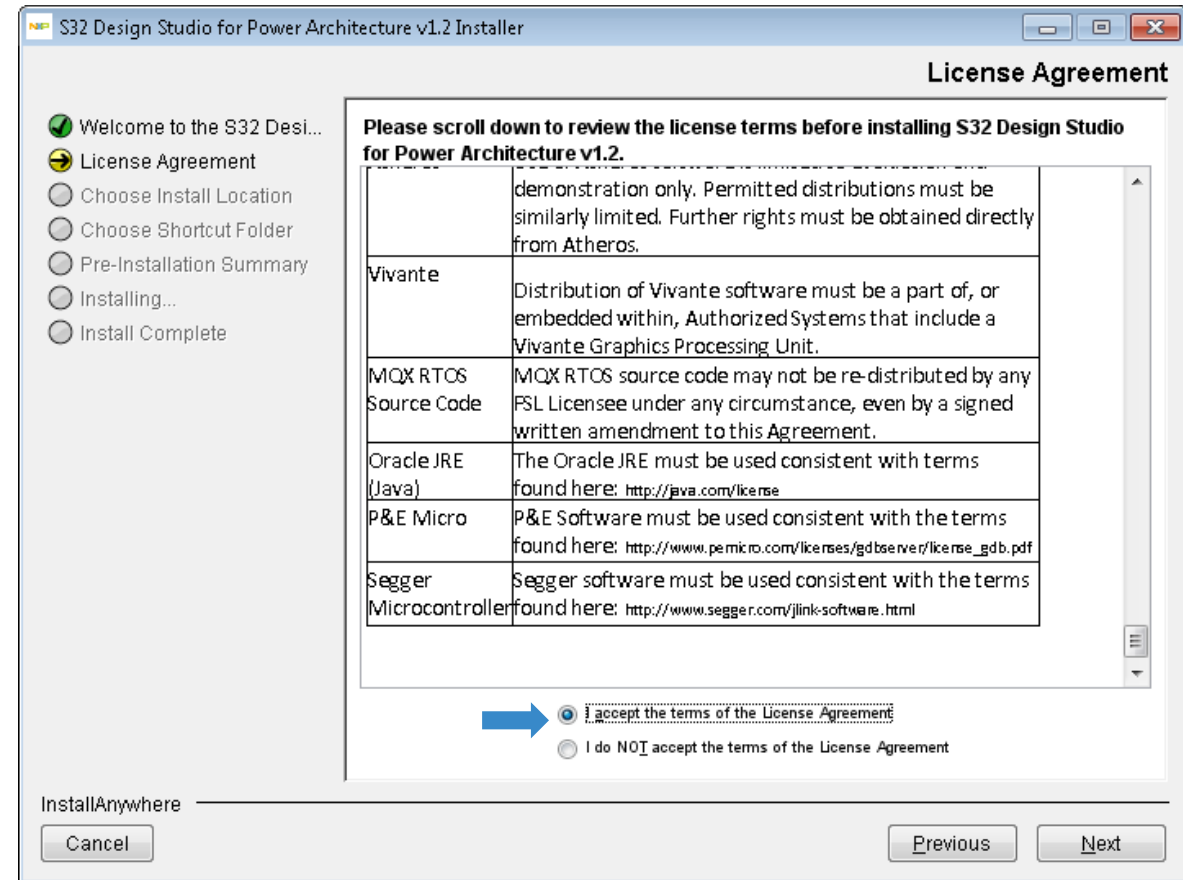 NXP S32 Design Studio for Power Architecture v1.2 Installer
License Agreement
Welcome to the S32 Desi...
License Agreement
Choose Install Location
Choose Shortcut Folder
Pre-Installation Summary
Installing...
Install Complete
Please scroll down to review the license terms before installing S32 Design Studio
for Power Architecture v1.2.
demonstration only. Permitted distributions must be
similarly limited. Further rights must be obtained directly
from Atheros.
Vivante
Distribution of Vivante software must be a part of, or
embedded within, Authorized Systems that include a
Vivante Graphics Processing Unit.
MQX RTOS
Source Code
MQX RTOS source code may not be re-distributed by any
FSL Licensee under any circumstance, even by a signed
written amendment to this Agreement.
Oracle JRE
(Java)
The Oracle JRE must be used consistent with terms
found here: http://java.com/license
P&E Micro
P&E Software must be used consistent with the terms
found here: http://www.pemicro.com/licenses/gdbserver/license_gdb.pdf
Segger
Microcontroller
Segger software must be used consistent with the terms
found here: http://www.segger.com/jlink-software.html
I accept the terms of the License Agreement
I do NOT accept the terms of the License Agreement
InstallAnywhere
Cancel
Previous
Next